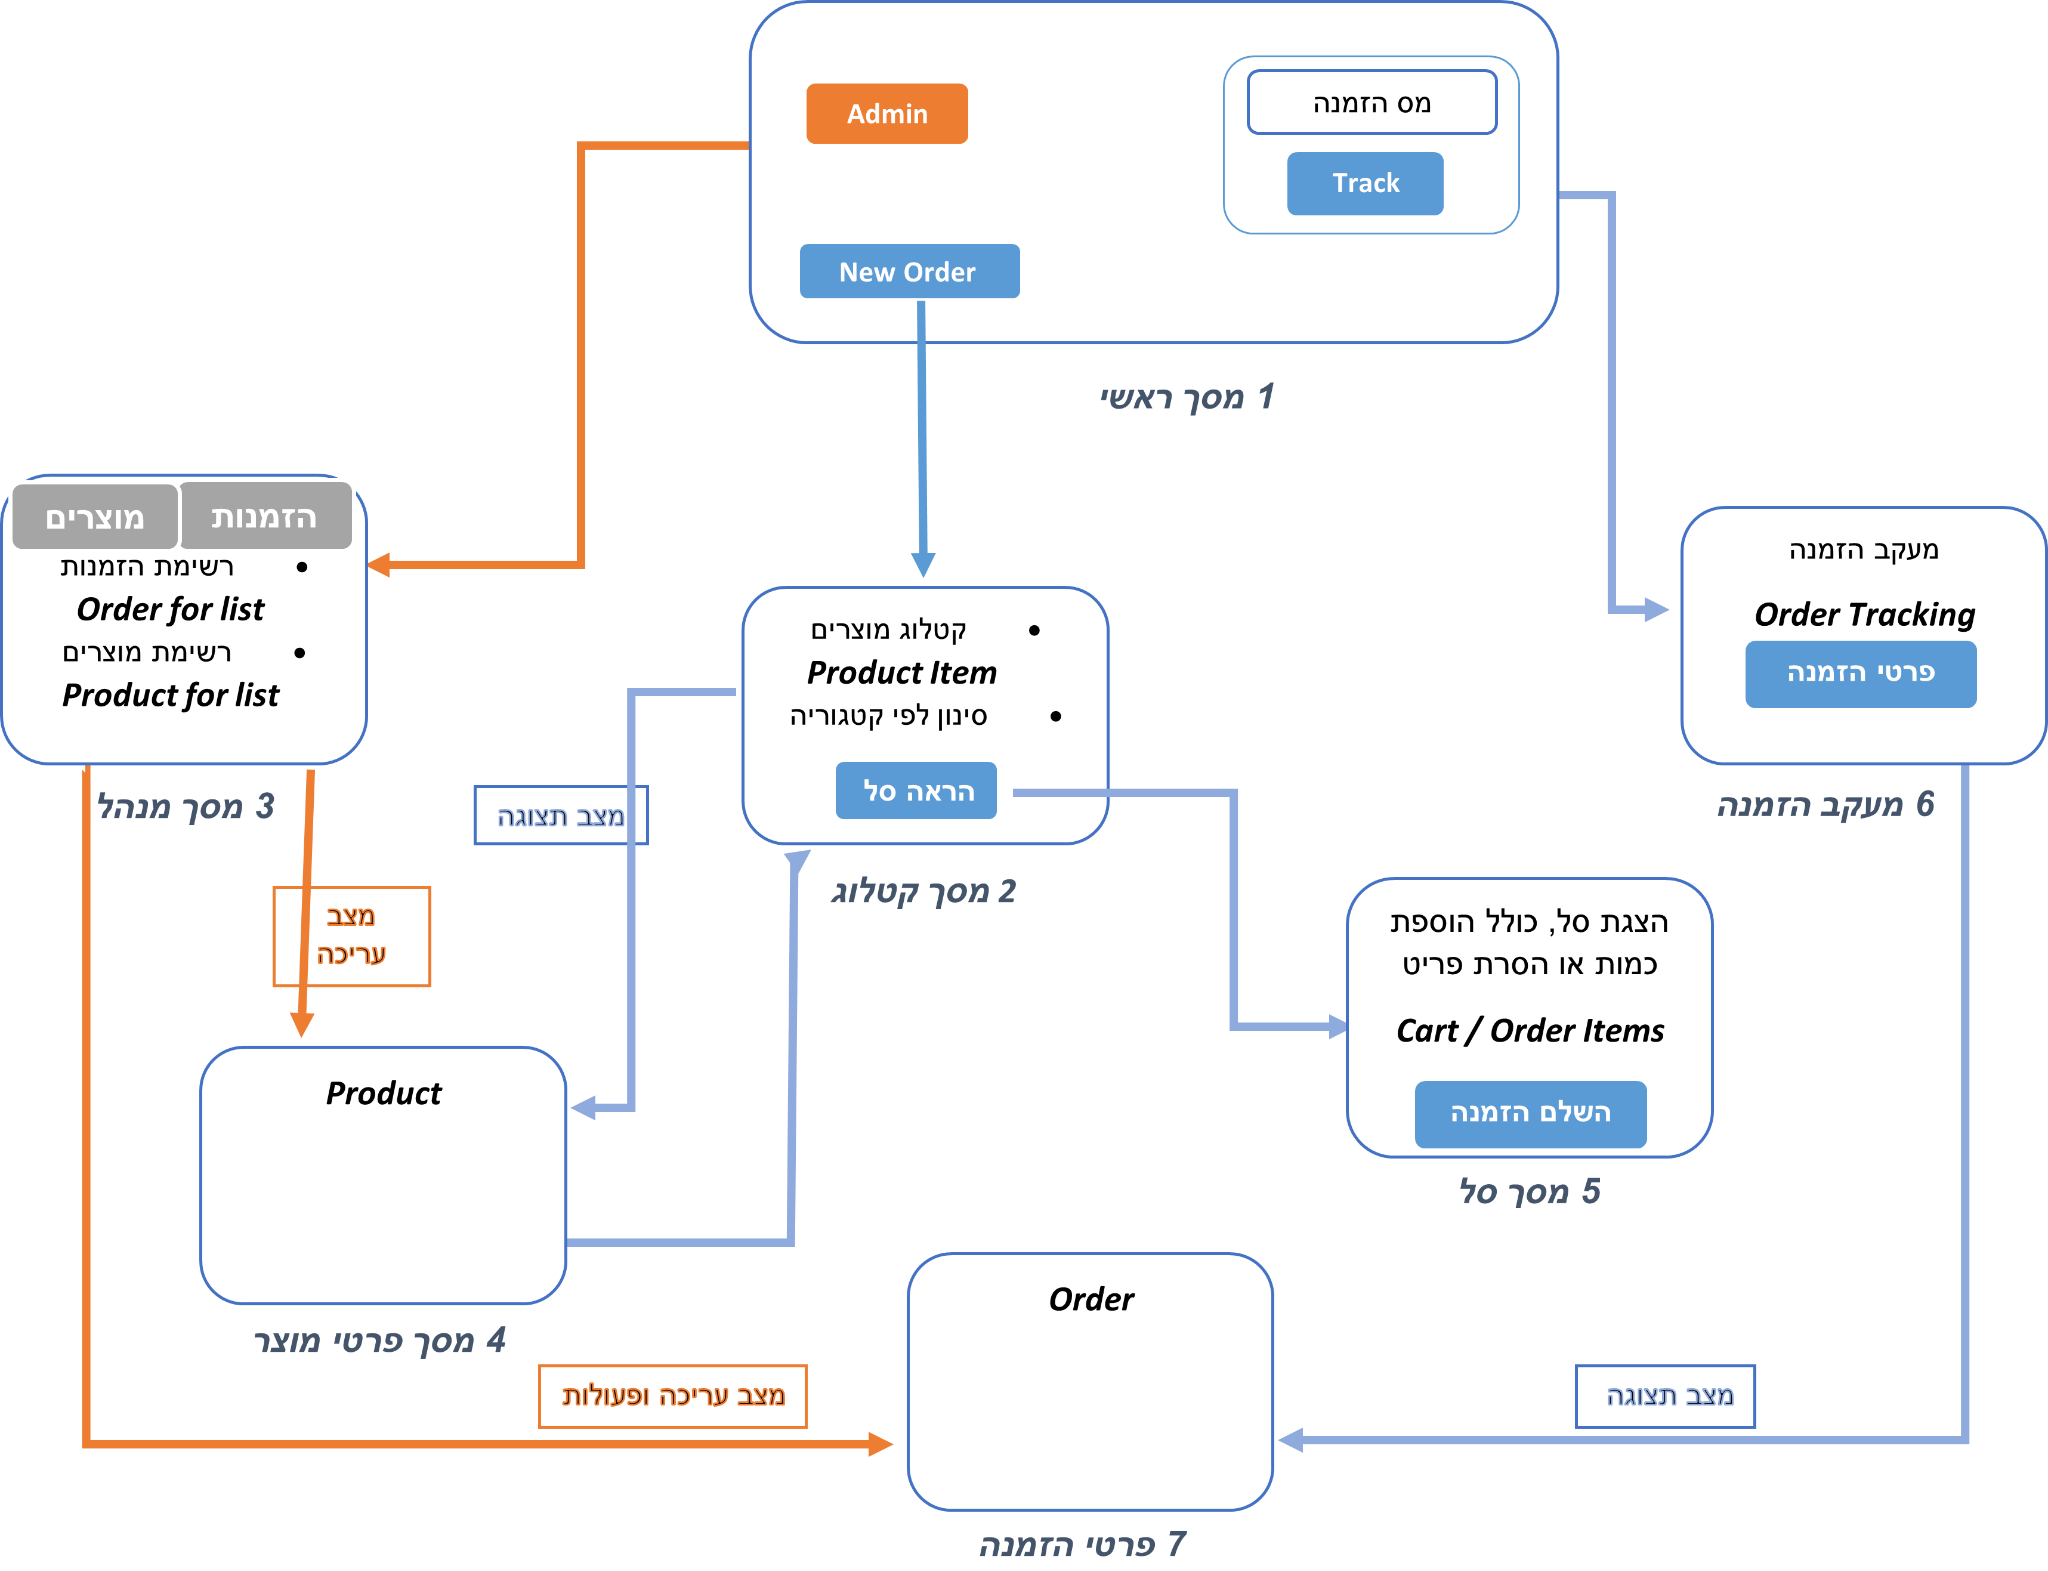 Admin
מס הזמנה
Track
New Order
1 מסך ראשי
הזמנות
מוצרים
• רשימת הזמנות
Order for list
• רשימת מוצרים
Product for list
3 מסך מנהל
• קטלוג מוצרים
Product Item
• סינון לפי קטגוריה
הראה סל
2 מסך קטלוג
מעקב הזמנה
Order Tracking
פרטי הזמנה
6 מעקב הזמנה
מצב תצוגה
מצב
עריכה
הצגת סל, כולל הוספת
כמות או הסרת פריט
Cart / Order Items
השלם הזמנה
5 מסך סל
Product
4 מסך פרטי מוצר
מצב עריכה ופעולות
Order
מצב תצוגה
7 פרטי הזמנה